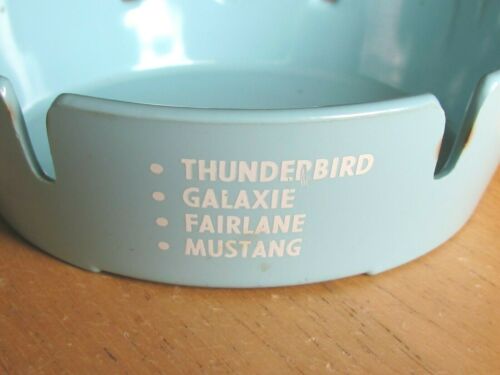 • THUNDERBIRD
• GALAXIE
• FAIRLANE
• MUSTANG